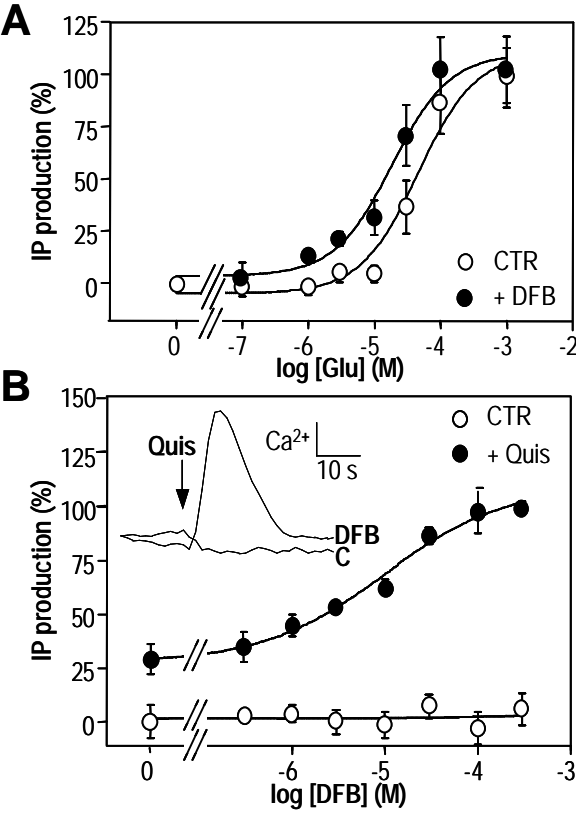 A
125
100
75
50
25
0
IP production (%)
CTR
+ DFB
0 -7 -6 -5 -4 -3 -2
log [Glu] (M)
B
150
125
100
75
50
25
0
IP production (%)
CTR
+ Quis
Quis
Ca2+
10 s
DFB
C
0 -6 -5 -4 -3
log [DFB] (M)